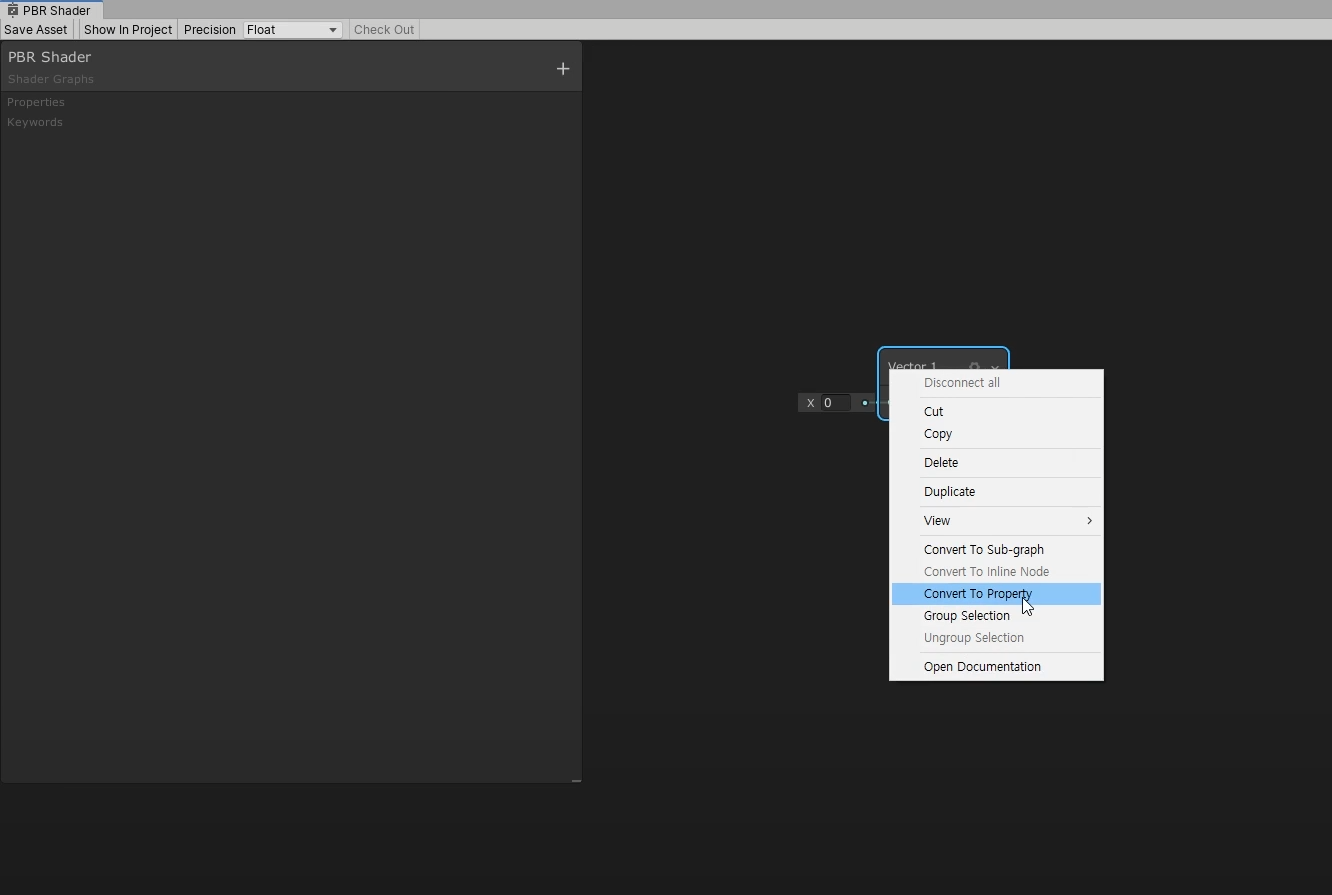 PBR Shader
Save Asset Show In Project Precision Float Check Out
PBR Shader
Shader Graphs
Properties
Keywords
Vector 1
X 0
Disconnect all
Cut
Copy
Delete
Duplicate
View
Convert To Sub-graph
Convert To Inline Node
Convert To Property
Group Selection
Ungroup Selection
Open Documentation